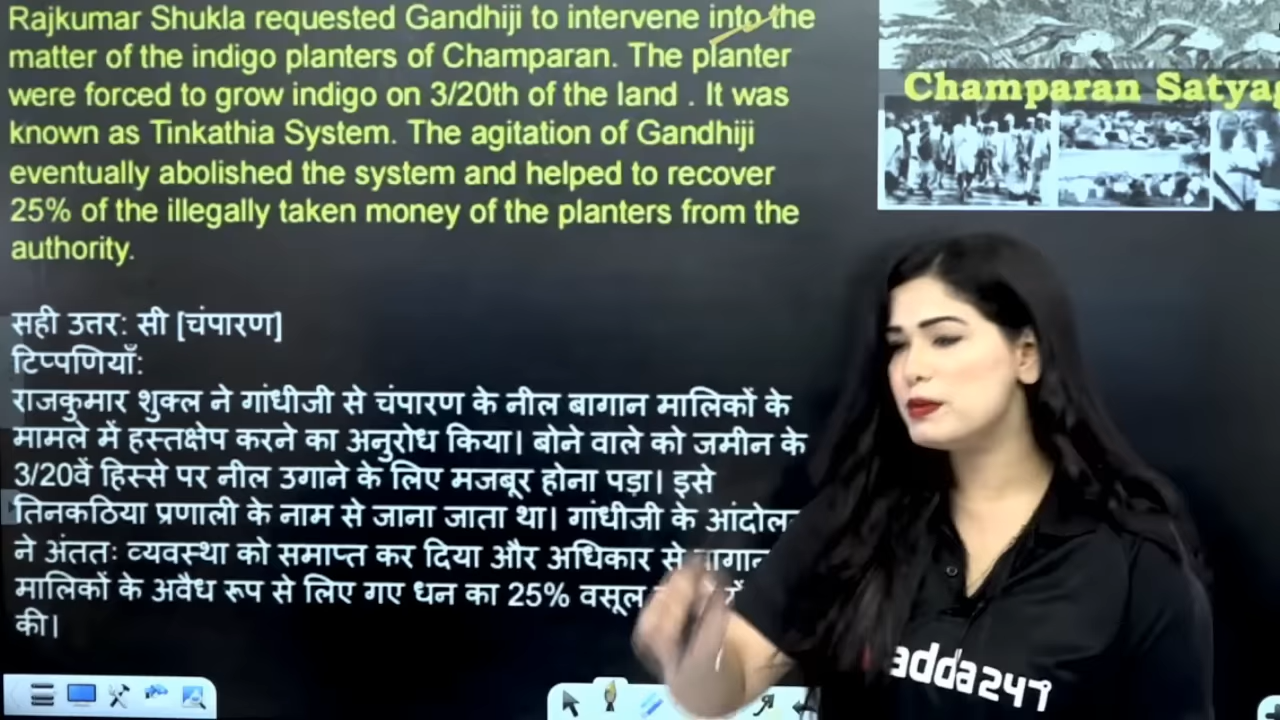 Rajkumar Shukla requested Gandhiji to intervene into the
matter of the indigo planters of Champaran. The planter
were forced to grow indigo on 3/20th of the land . It was
known as Tinkathia System. The agitation of Gandhiji
eventually abolished the system and helped to recover
25% of the illegally taken money of the planters from the
authority.
Champaran
सही उत्तर: सी [चंपारण]
टिप्पणियाँ:
राजकुमार शुक्ल ने गांधीजी से चंपारण के नील बागान मालिकों के
मामले में हस्तक्षेप करने का अनुरोध किया। बोने वाले को जमीन के
3/20वें हिस्से पर नील उगाने के लिए मजबूर होना पड़ा। इसे
तिनकठिया प्रणाली के नाम से जाना जाता था। गांधीजी के
ने अंततः व्यवस्था को समाप्त कर दिया और अधिकार से
मालिकों के अवैध रूप से लिए गए धन का 25% वसूल
की।
adda247